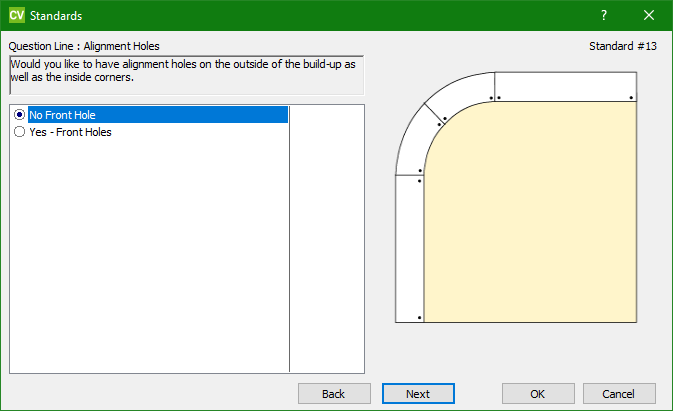 CV Standards ?
Question Line : Alignment Holes
Standard #13
Would you like to have alignment holes on the outside of the build-up as
well as the inside corners.
No Front Hole
Yes - Front Holes
Back Next OK Cancel